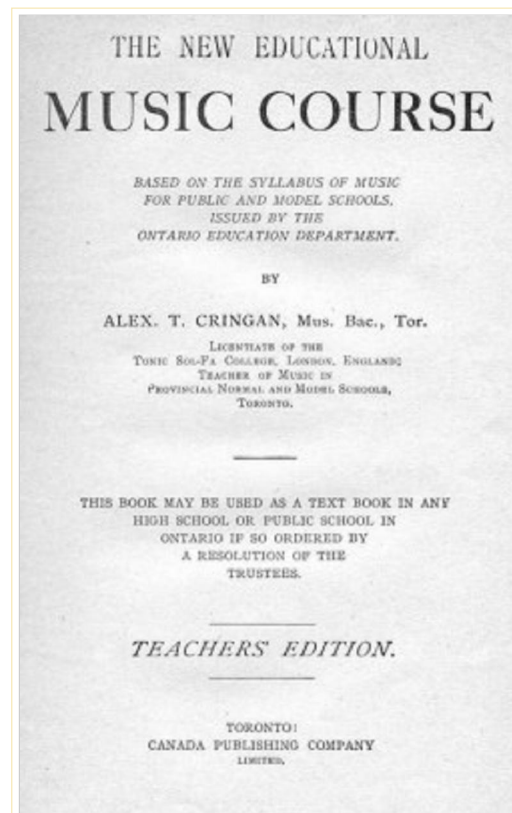 THE NEW EDUCATIONAL
MUSIC COURSE
BASED ON THE SYLLABUS OF MUSIC
FOR PUBLIC AND MODEL SCHOOLS,
ISSUED BY THE
ONTARIO EDUCATION DEPARTMENT.
BY
ALEX. T. CRINGAN, Mus. Bac., Tor.
LICENTIATE OF THE
TONIC SOL-FA COLLEGE, LONDON, ENGLAND;
TEACHER OF MUSIC IN
PROVINCIAL NORMAL AND MODEL SCHOOLS,
TORONTO.
THIS BOOK MAY BE USED AS A TEXT BOOK IN ANY
HIGH SCHOOL OR PUBLIC SCHOOL IN
ONTARIO IF SO ORDERED BY
A RESOLUTION OF THE
TRUSTEES.
TEACHERS' EDITION.
TORONTO:
CANADA PUBLISHING COMPANY
LIMITED.